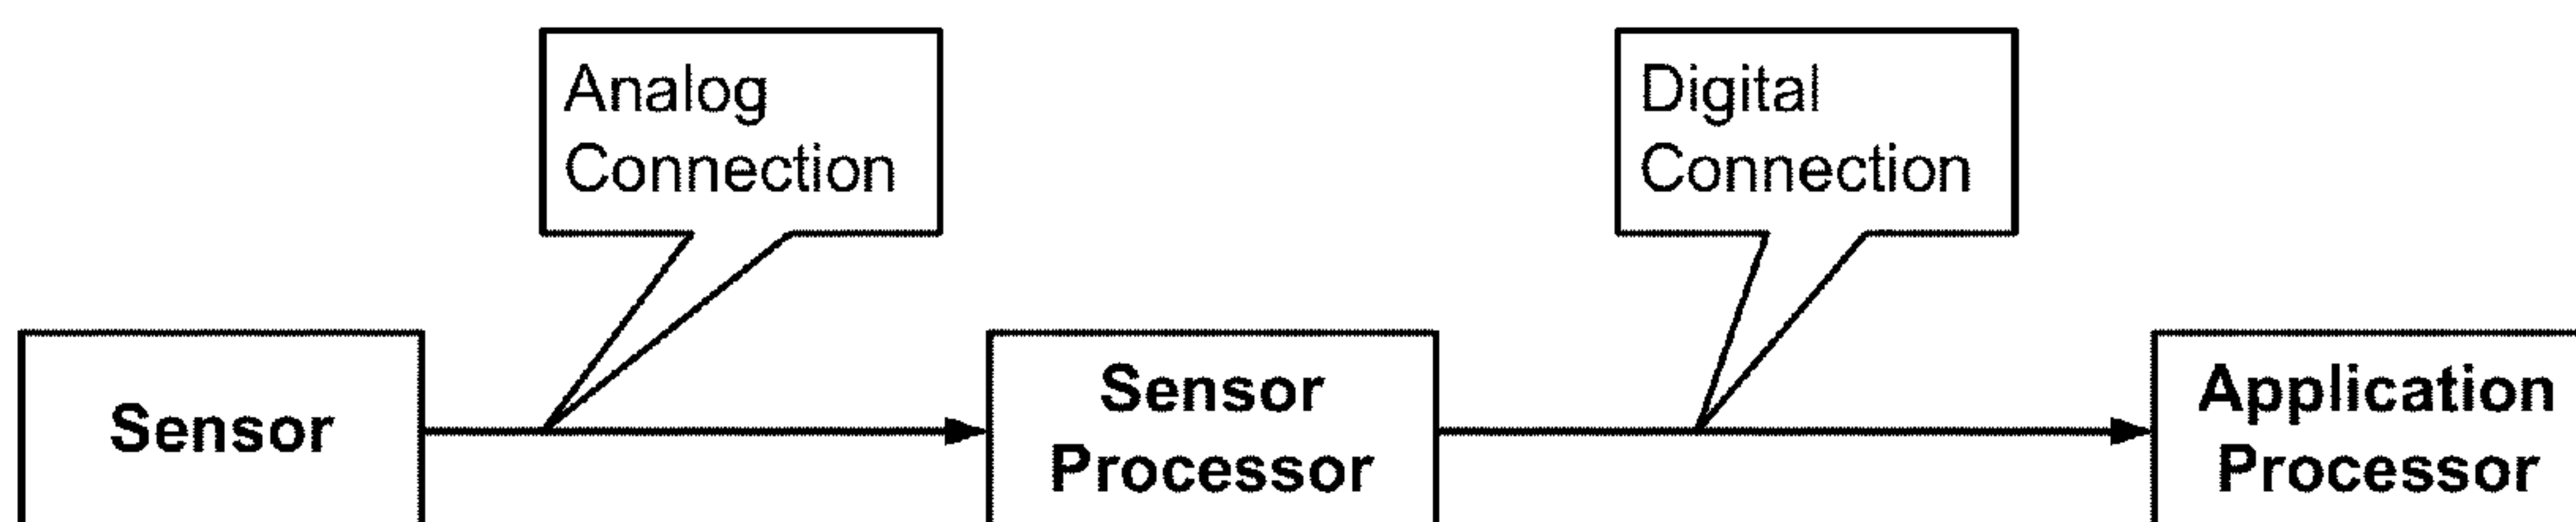 Analog
Connection
Digital
Connection
Sensor
Sensor
Processor
Application
Processor